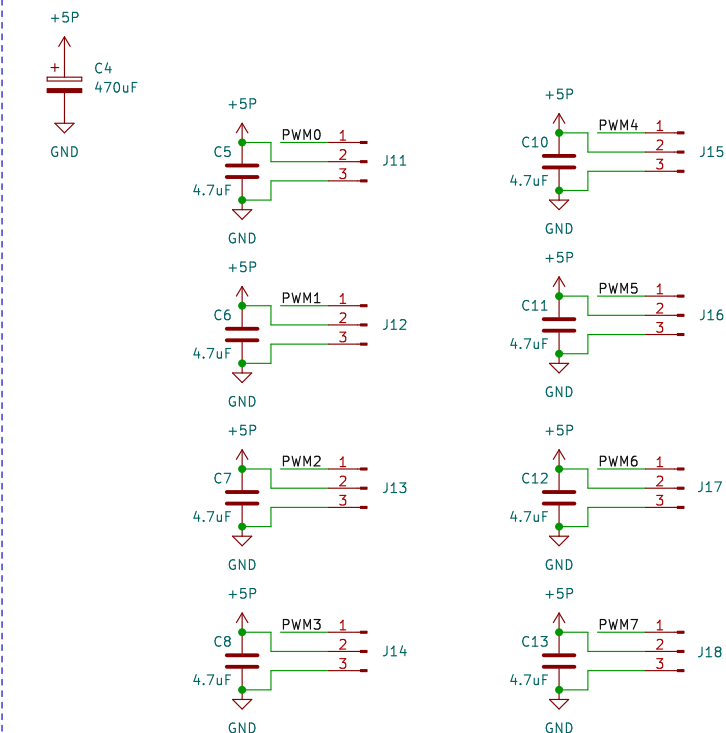 +5P
+
C4
470uF
GND
+5P
PWM0
1
C5
2
J11
3
4.7uF
GND
+5P
PWM1
1
C6
2
J12
3
4.7uF
GND
+5P
PWM2
1
C7
2
J13
3
4.7uF
GND
+5P
PWM3
1
C8
2
J14
3
4.7uF
GND
+5P
PWM4
1
C10
2
J15
3
4.7uF
GND
+5P
PWM5
1
C11
2
J16
3
4.7uF
GND
+5P
PWM6
1
C12
2
J17
3
4.7uF
GND
+5P
PWM7
1
C13
2
J18
3
4.7uF
GND